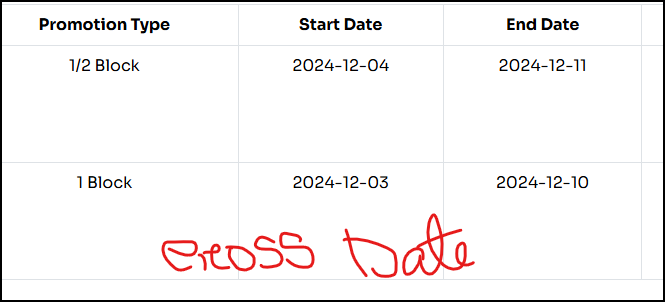 Promotion Type Start Date End Date
1/2 Block 2024-12-04 2024-12-11
1 Block 2024-12-03 2024-12-10
Cross Date